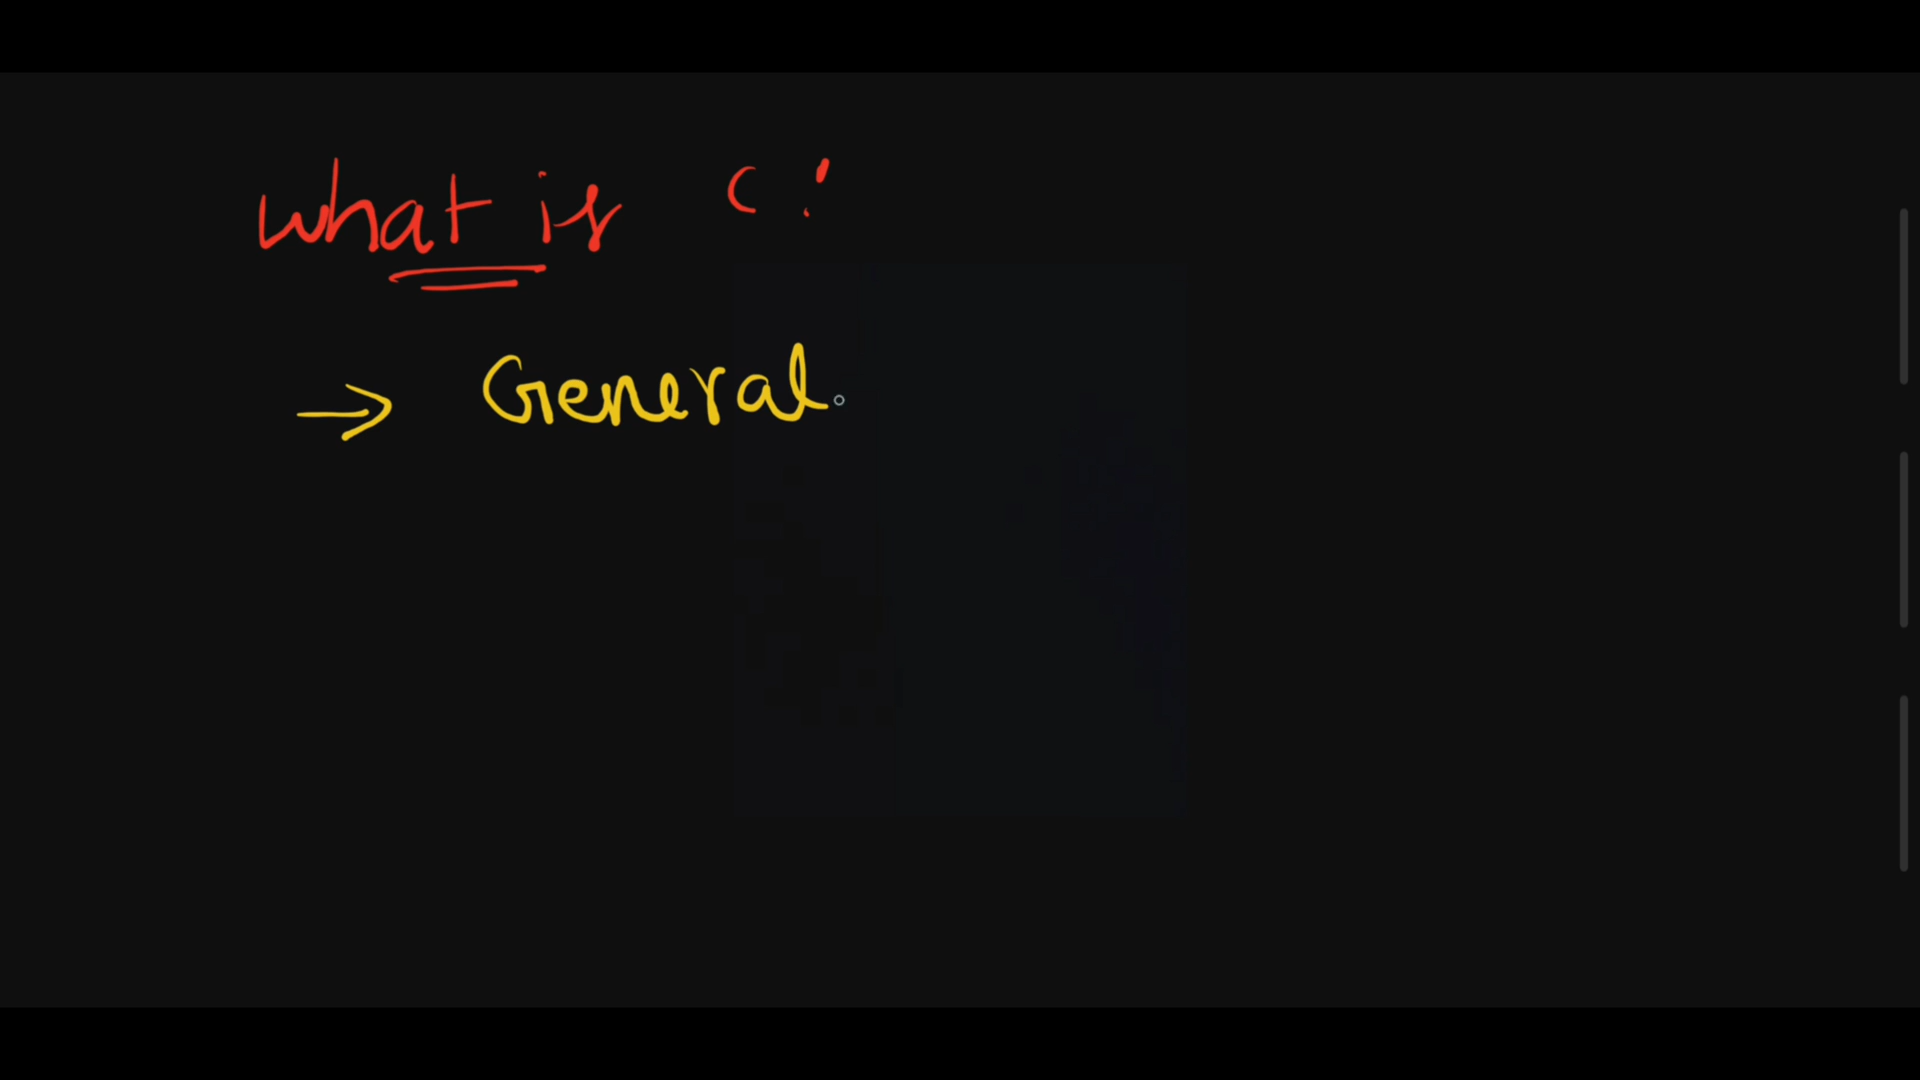 What is C
→ General